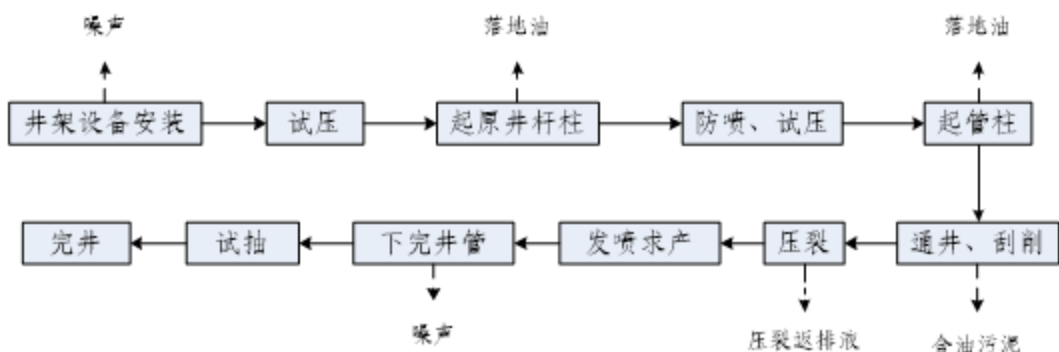 噪声
落地油
落地油
井架设备安装
试压
起原井杆柱
防喷、试压
起管柱
完井
试抽
下完井管
发喷求产
压裂
通井、刮削
噪声
压裂返排液
含油污泥